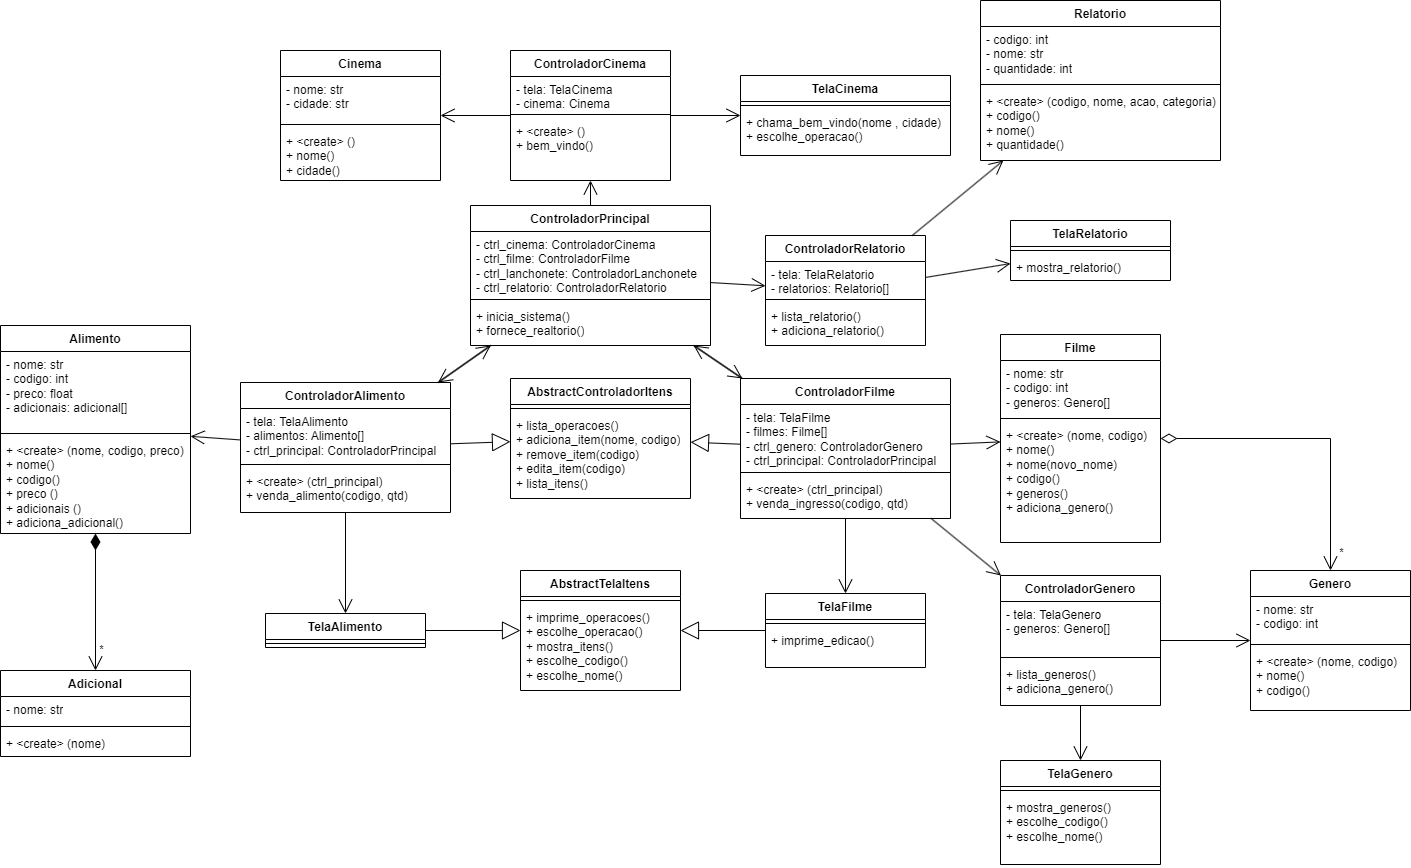 Relatorio
- codigo: int
- nome: str
- quantidade: int
+ <create> (codigo, nome, acao, categoria)
+ codigo()
+ nome()
+ quantidade()
Cinema
- nome: str
- cidade: str
+ <create> ()
+ nome()
+ cidade()
ControladorCinema
- tela: TelaCinema
- cinema: Cinema
+ <create> ()
+ bem_vindo()
TelaCinema
+ chama_bem_vindo(nome , cidade)
+ escolhe_operacao()
ControladorPrincipal
- ctrl_cinema: ControladorCinema
- ctrl_filme: ControladorFilme
- ctrl_lanchonete: ControladorLanchonete
- ctrl_relatorio: ControladorRelatorio
+ inicia_sistema()
+ fornece_realtorio()
ControladorRelatorio
- tela: TelaRelatorio
- relatorios: Relatorio[]
+ lista_relatorio()
+ adiciona_relatorio()
TelaRelatorio
+ mostra_relatorio()
Alimento
- nome: str
- codigo: int
- preco: float
- adicionais: adicional[]
+ <create> (nome, codigo, preco)
+ nome()
+ codigo()
+ preco ()
+ adicionais ()
+ adiciona_adicional()
ControladorAlimento
- tela: TelaAlimento
- alimentos: Alimento[]
- ctrl_principal: ControladorPrincipal
+ <create> (ctrl_principal)
+ venda_alimento(codigo, qtd)
AbstractControladorItens
+ lista_operacoes()
+ adiciona_item(nome, codigo)
+ remove_item(codigo)
+ edita_item(codigo)
+ lista_itens()
ControladorFilme
- tela: TelaFilme
- filmes: Filme[]
- ctrl_genero: ControladorGenero
- ctrl_principal: ControladorPrincipal
+ <create> (ctrl_principal)
+ venda_ingresso(codigo, qtd)
Filme
- nome: str
- codigo: int
- generos: Genero[]
+ <create> (nome, codigo)
+ nome()
+ nome(novo_nome)
+ codigo()
+ generos()
+ adiciona_genero()
*
TelaAlimento
AbstractTelaItens
+ imprime_operacoes()
+ escolhe_operacao()
+ mostra_itens()
+ escolhe_codigo()
+ escolhe_nome()
TelaFilme
+ imprime_edicao()
ControladorGenero
- tela: TelaGenero
- generos: Genero[]
+ lista_generos()
+ adiciona_genero()
Genero
- nome: str
- codigo: int
+ <create> (nome, codigo)
+ nome()
+ codigo()
*
Adicional
- nome: str
+ <create> (nome)
TelaGenero
+ mostra_generos()
+ escolhe_codigo()
+ escolhe_nome()